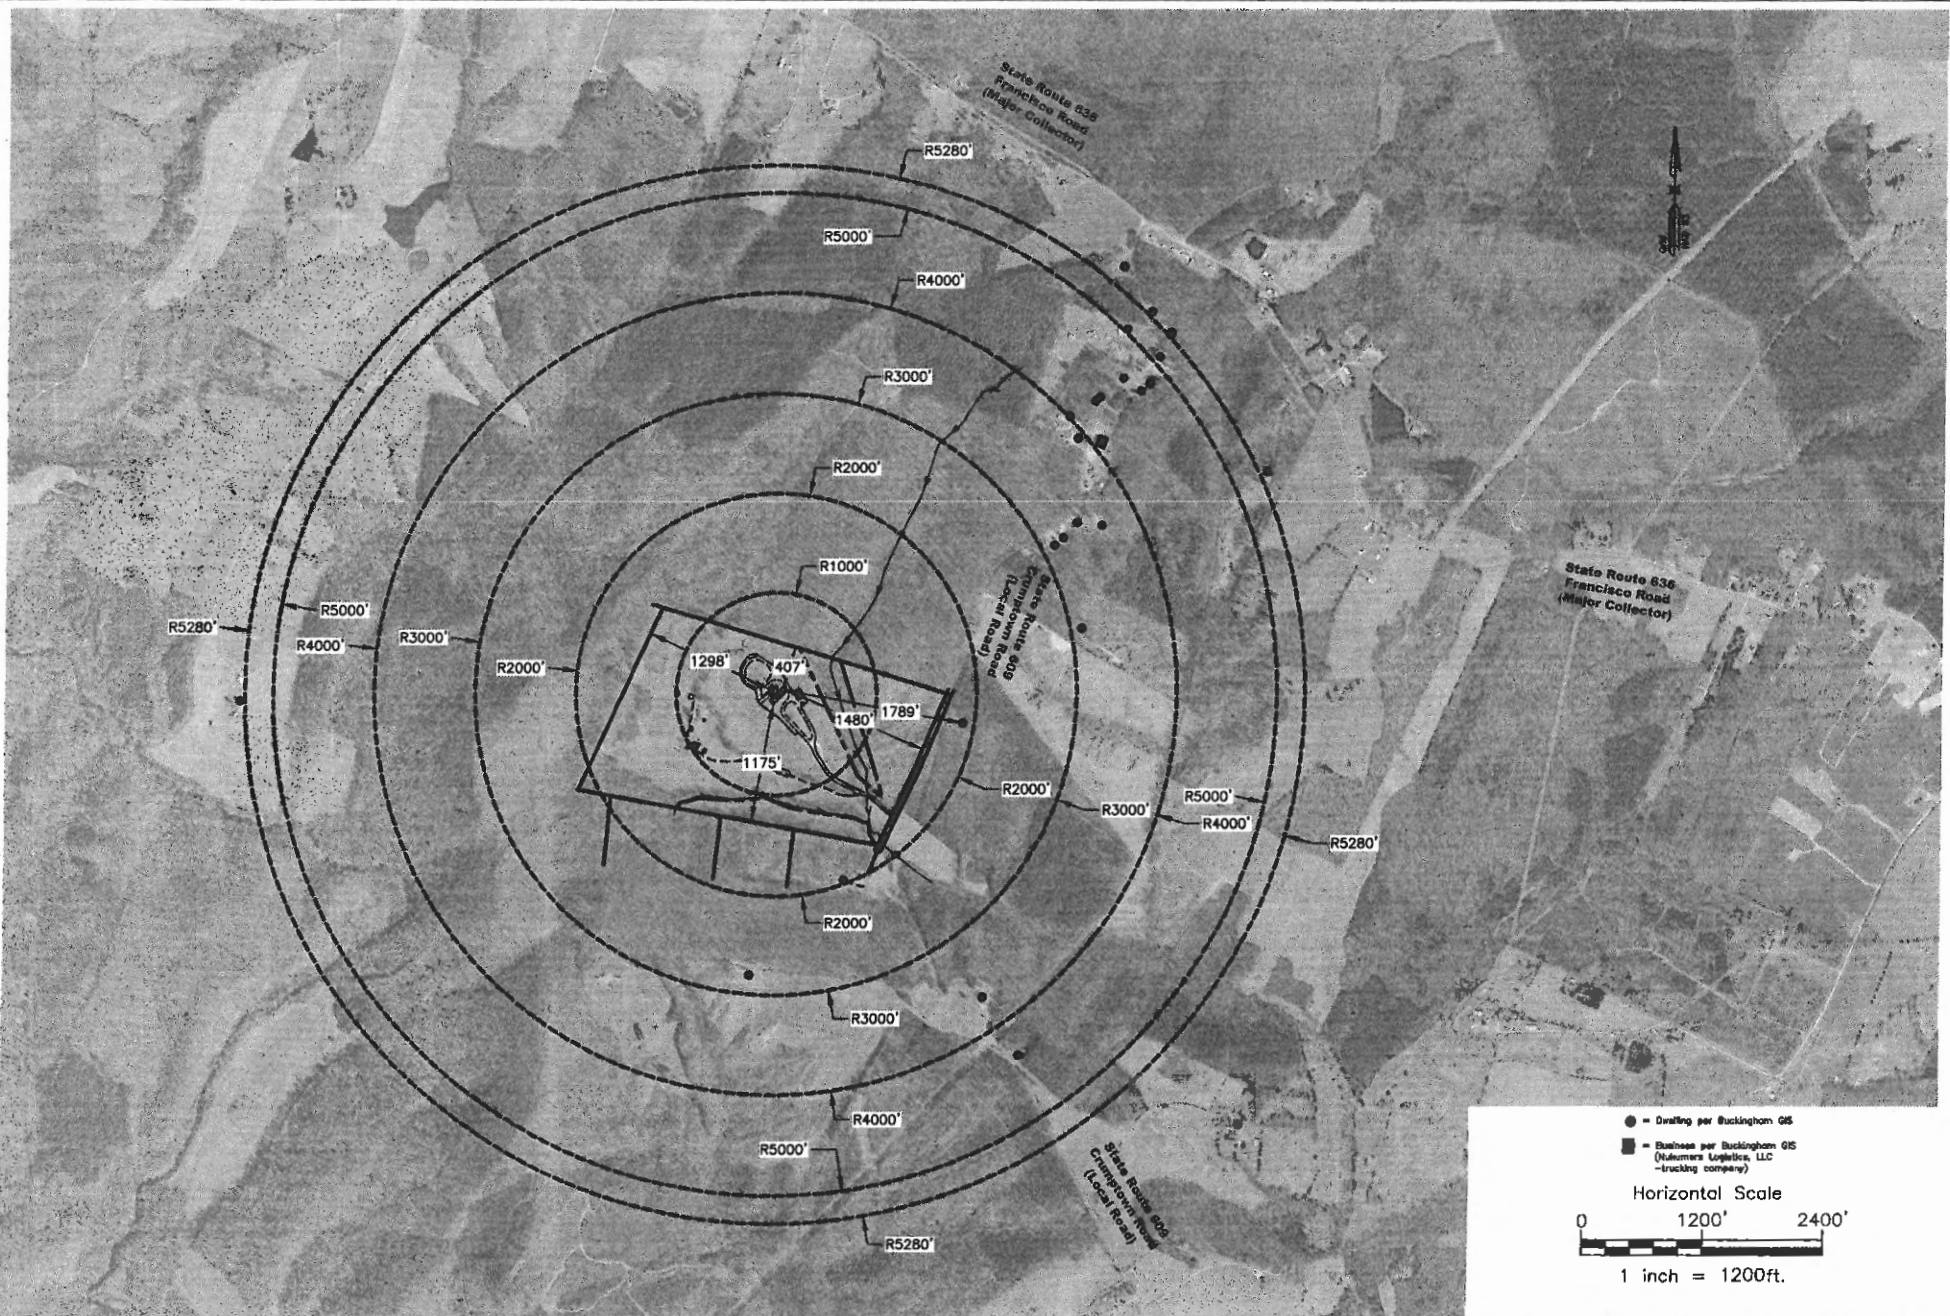 State Route 636
Francisco Road
(Major Collector)
R5280'
R5000'
R4000'
R3000'
R2000'
R1000'
R5000'
R5280'
R4000'
R3000'
R2000'
1298'
407'
1480'
1789'
1175'
State Route 609
Crumptown Road
(Local Road)
State Route 636
Francisco Road
(Major Collector)
R2000'
R3000'
R5000'
R4000'
R5280'
R2000'
R3000'
R4000'
R5000'
R5280'
State Route 609
Crumptown Road
(Local Road)
= Dwelling per Buckingham GIS
= Business per Buckingham GIS
(Nukumers Logistics, LLC
-trucking company)
Horizontal Scale
0 1200' 2400'
1 inch = 1200ft.